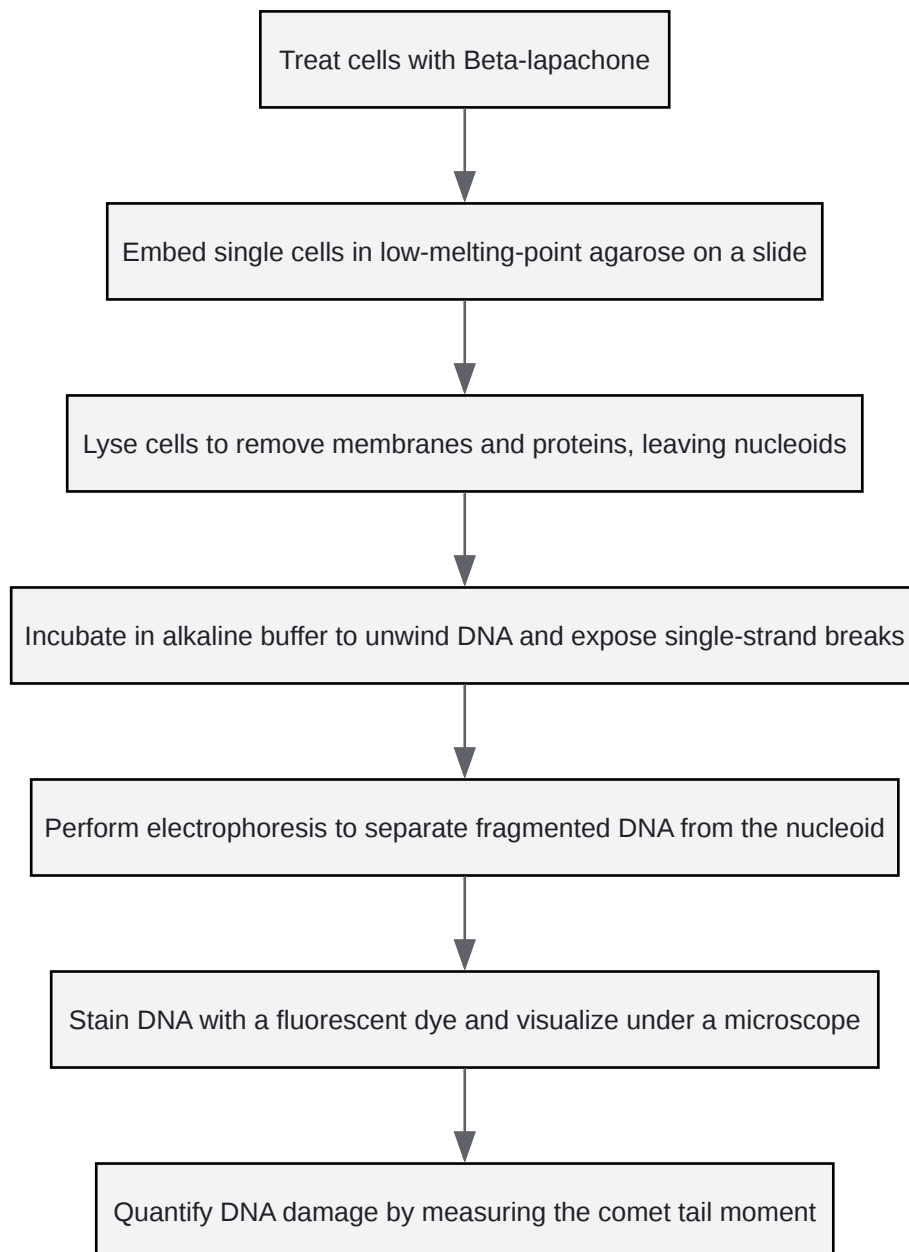 Treat cells with Beta-lapachone
Embed single cells in low-melting-point agarose on a slide
Lyse cells to remove membranes and proteins, leaving nucleoids
Incubate in alkaline buffer to unwind DNA and expose single-strand breaks
Perform electrophoresis to separate fragmented DNA from the nucleoid
Stain DNA with a fluorescent dye and visualize under a microscope
Quantify DNA damage by measuring the comet tail moment